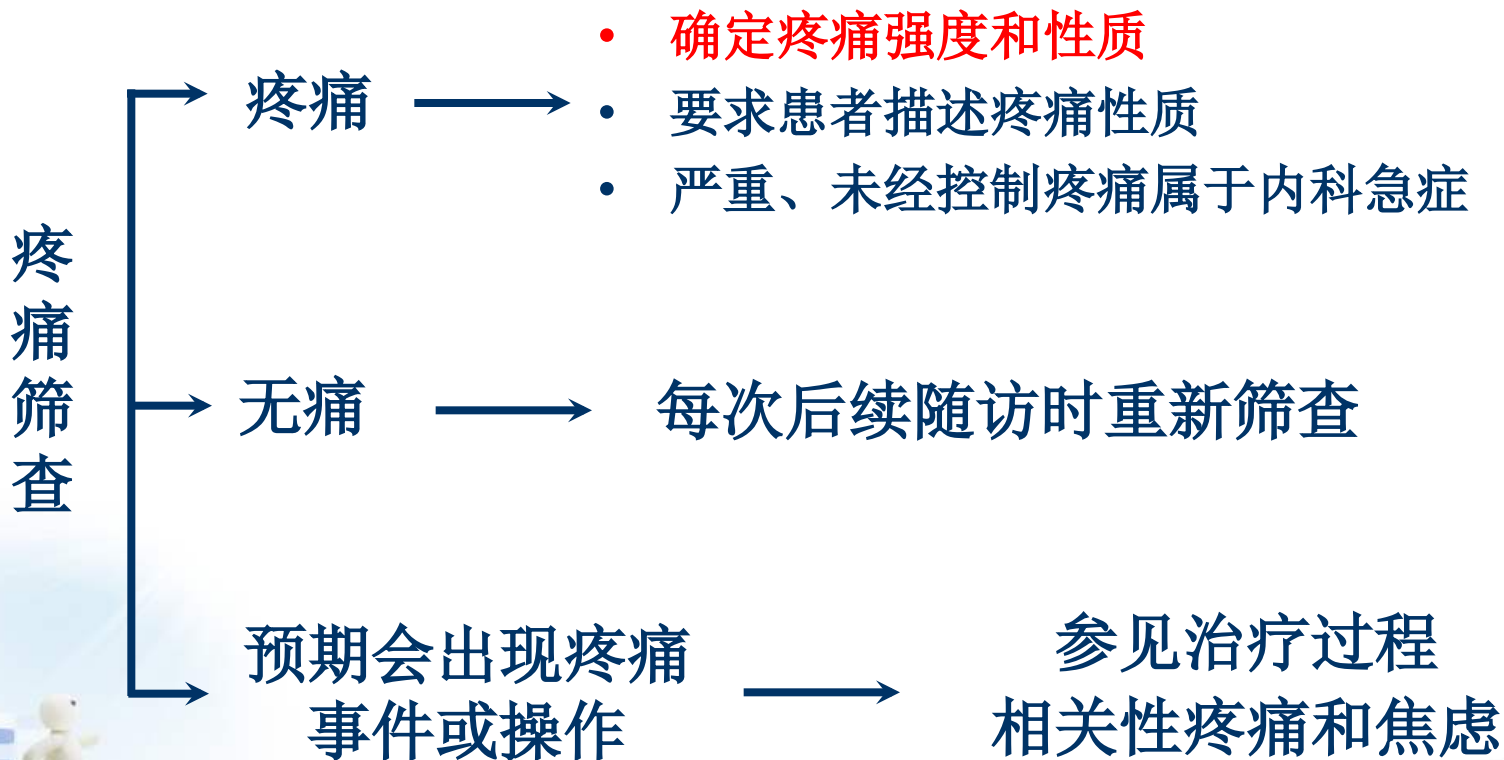 疼痛筛查
疼痛
• 确定疼痛强度和性质
• 要求患者描述疼痛性质
• 严重、未经控制疼痛属于内科急症
无痛
每次后续随访时重新筛查
预期会出现疼痛
事件或操作
参见治疗过程
相关性疼痛和焦虑